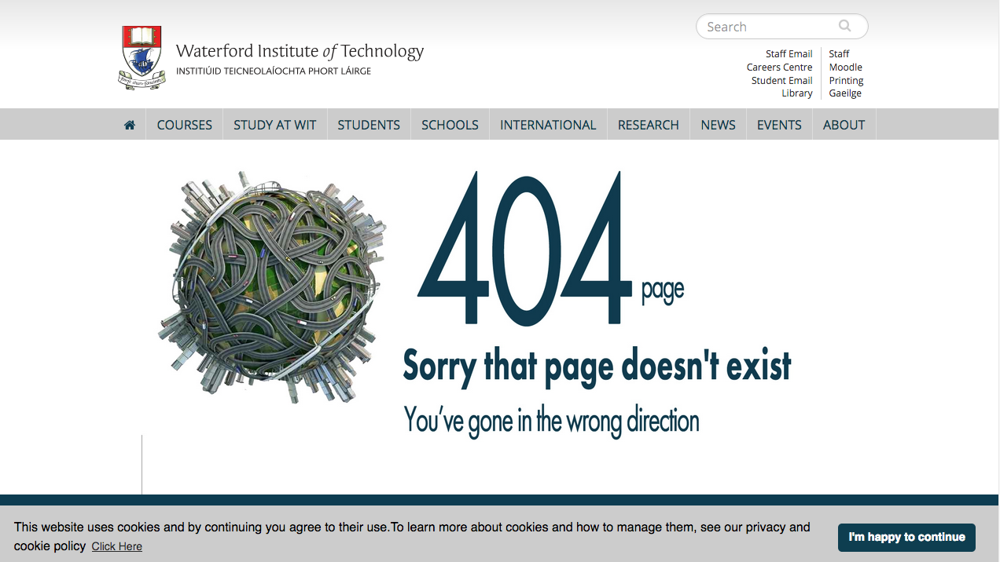 Search
Waterford Institute of Technology
INSTITIÚID TEICNEOLAÍOCHTA PHORT LÁIRGE
Staff Email
Careers Centre
Student Email
Library
Staff
Moodle
Printing
Gaeilge
COURSES STUDY AT WIT STUDENTS SCHOOLS INTERNATIONAL RESEARCH NEWS EVENTS ABOUT
404 page
Sorry that page doesn't exist
You've gone in the wrong direction
This website uses cookies and by continuing you agree to their use.To learn more about cookies and how to manage them, see our privacy and
cookie policy Click Here
I'm happy to continue